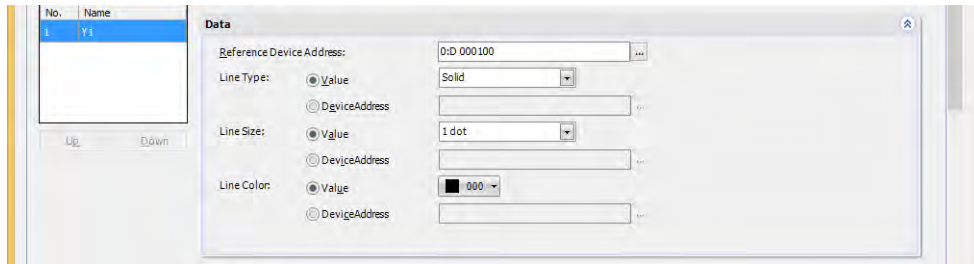 No. Name
1 Y1
Up Down
Data
Reference Device Address: 0:D 000100 ...
Line Type: Value Solid
DeviceAddress ...
Line Size: Value 1 dot
DeviceAddress ...
Line Color: Value 000
DeviceAddress ...